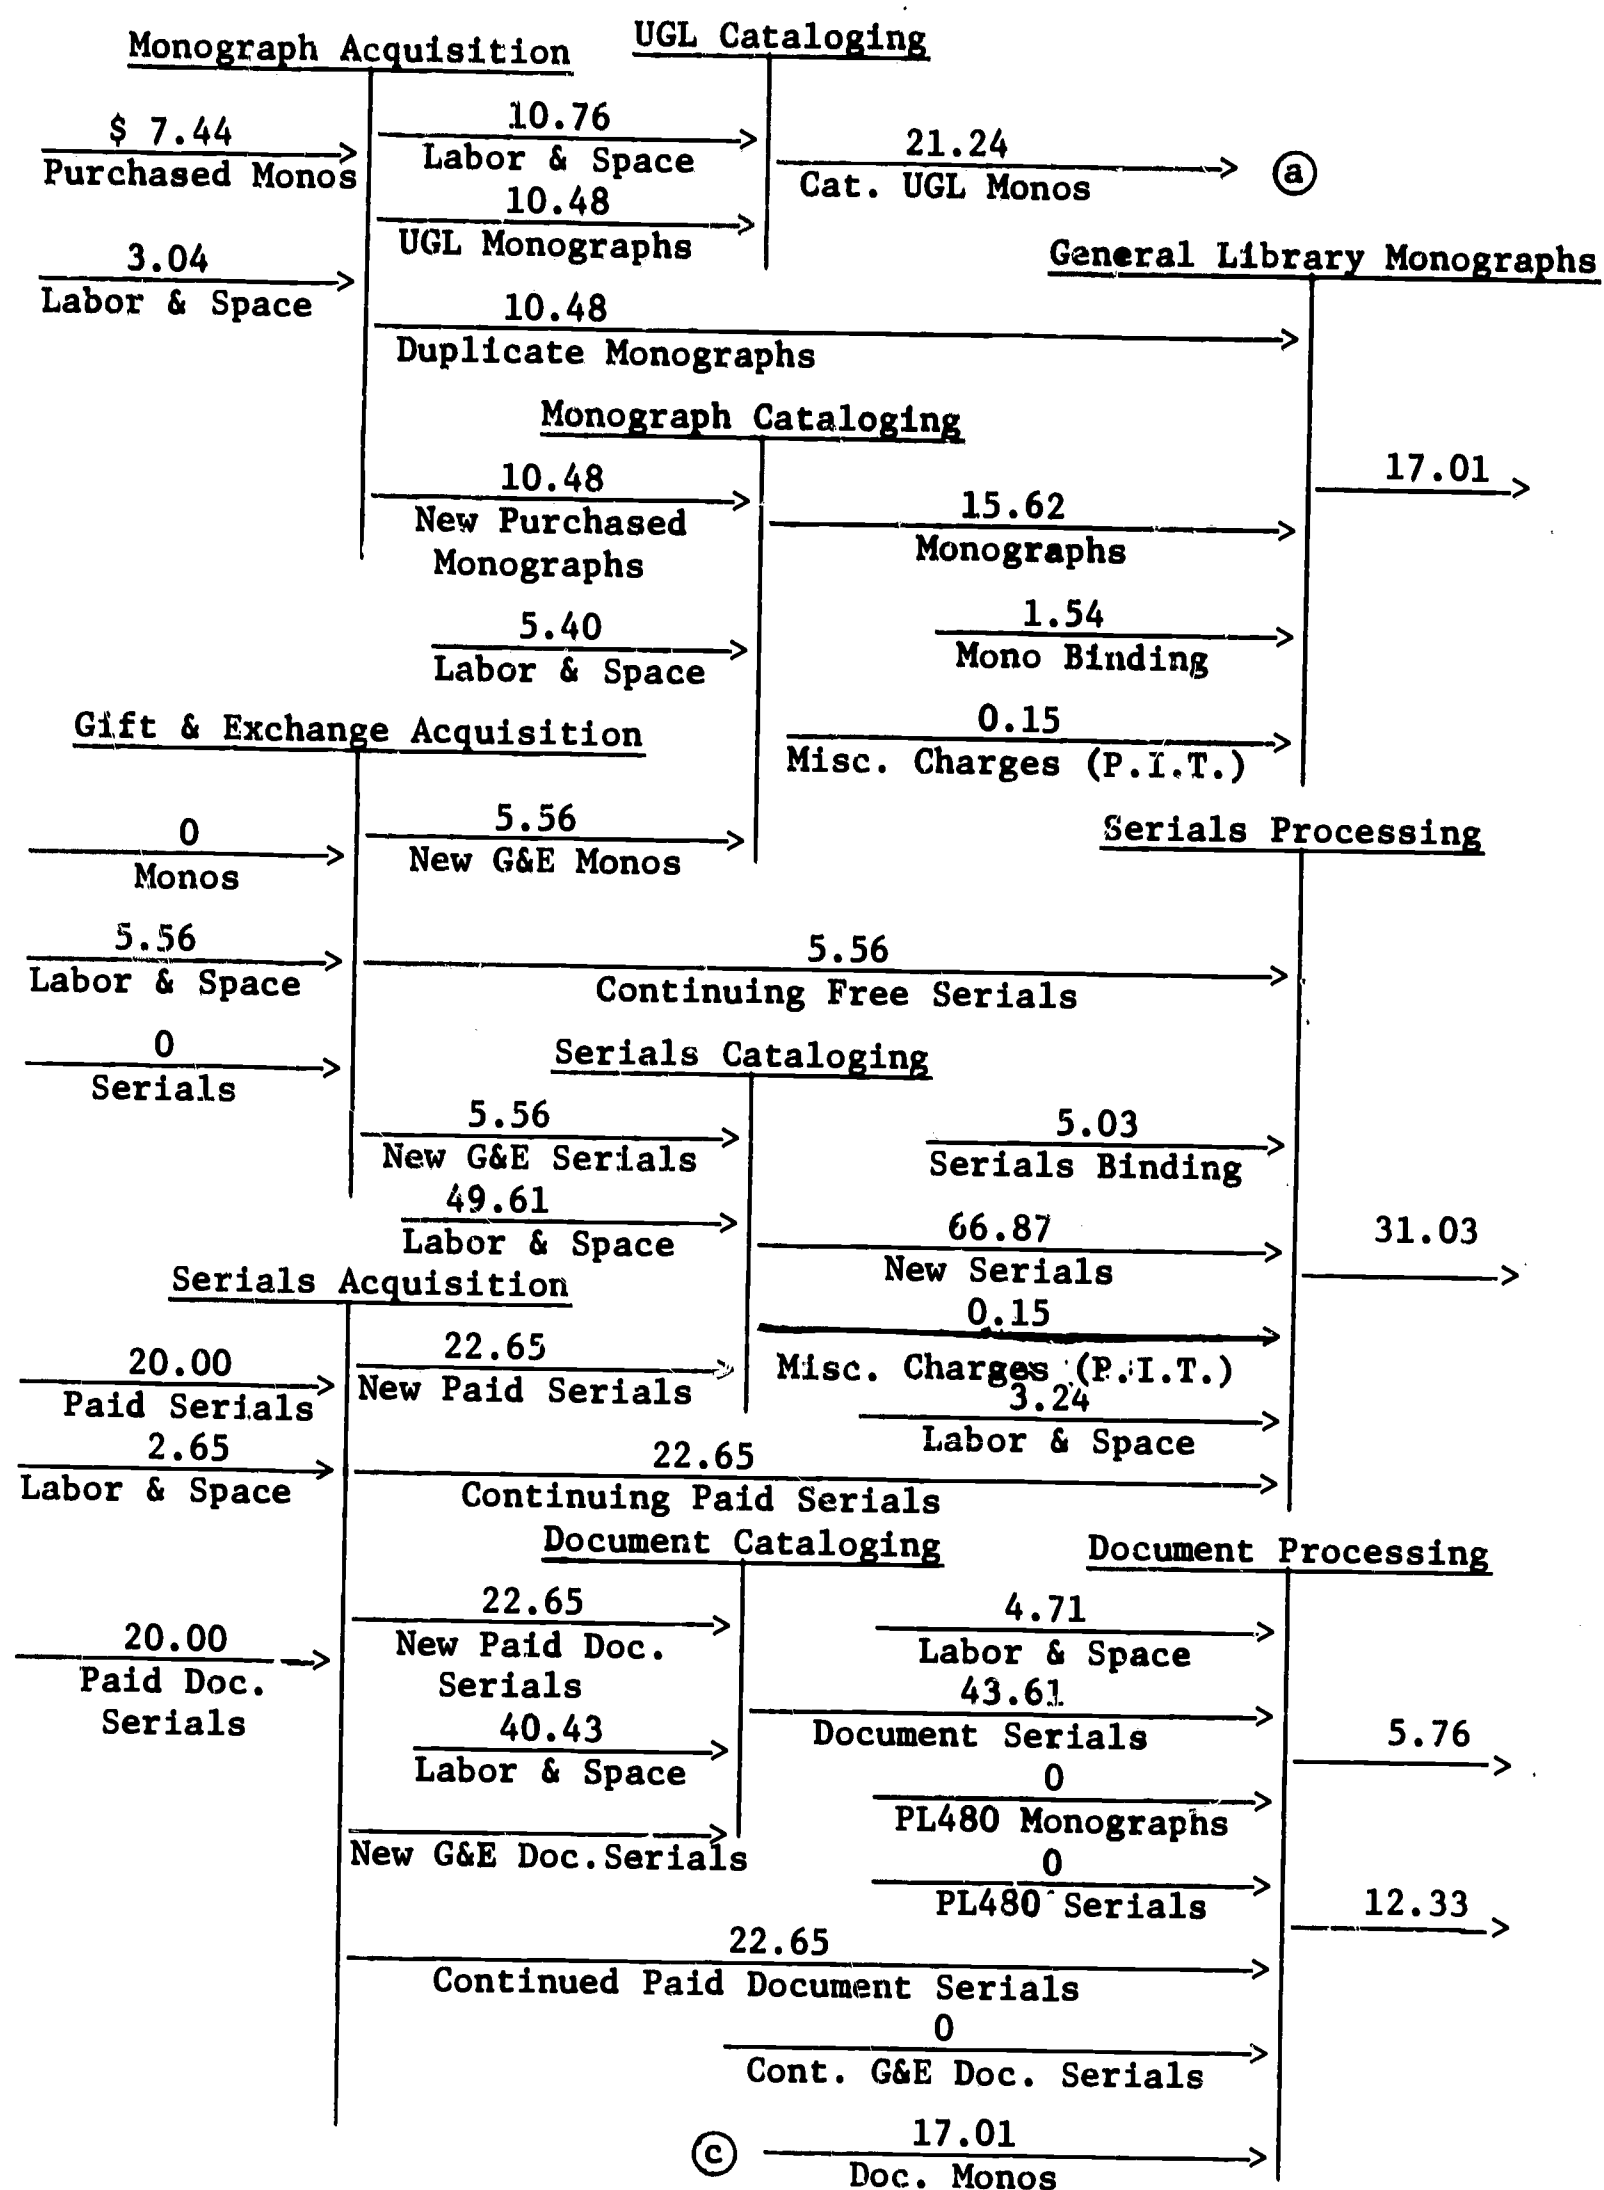 Monograph Acquisition
UGL Cataloging
$ 7.44
Purchased Monos
10.76
Labor & Space
21.24
Cat. UGL Monos
ⓐ
10.48
UGL Monographs
3.04
Labor & Space
General Library Monographs
10.48
Duplicate Monographs
Monograph Cataloging
10.48
New Purchased
Monographs
15.62
Monographs
17.01
5.40
Labor & Space
1.54
Mono Binding
0.15
Misc. Charges (P.I.T.)
Gift & Exchange Acquisition
0
Monos
5.56
New G&E Monos
Serials Processing
5.56
Labor & Space
5.56
Continuing Free Serials
0
Serials
Serials Cataloging
5.56
New G&E Serials
5.03
Serials Binding
49.61
Labor & Space
66.87
New Serials
31.03
Serials Acquisition
0.15
Misc. Charges (P.I.T.)
20.00
Paid Serials
22.65
New Paid Serials
3.24
Labor & Space
2.65
Labor & Space
22.65
Continuing Paid Serials
Document Cataloging
Document Processing
20.00
Paid Doc.
Serials
22.65
New Paid Doc.
Serials
4.71
Labor & Space
43.61
Document Serials
40.43
Labor & Space
5.76
0
PL480 Monographs
New G&E Doc.Serials
0
PL480 Serials
12.33
22.65
Continued Paid Document Serials
0
Cont. G&E Doc. Serials
ⓒ
17.01
Doc. Monos